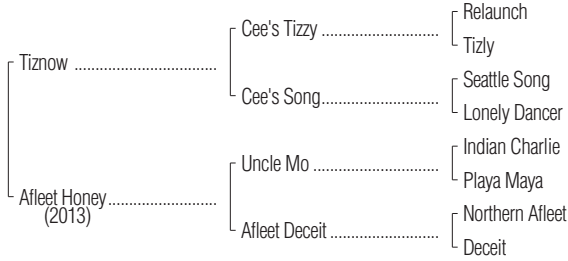 Relaunch
Cee's Tizzy ..............................
Tizly
Tiznow .....................................
Seattle Song
Cee's Song..............................
Lonely Dancer
Indian Charlie
Uncle Mo ................................
Playa Maya
Afleet Honey............................
(2013)
Northern Afleet
Afleet Deceit ............................
Deceit